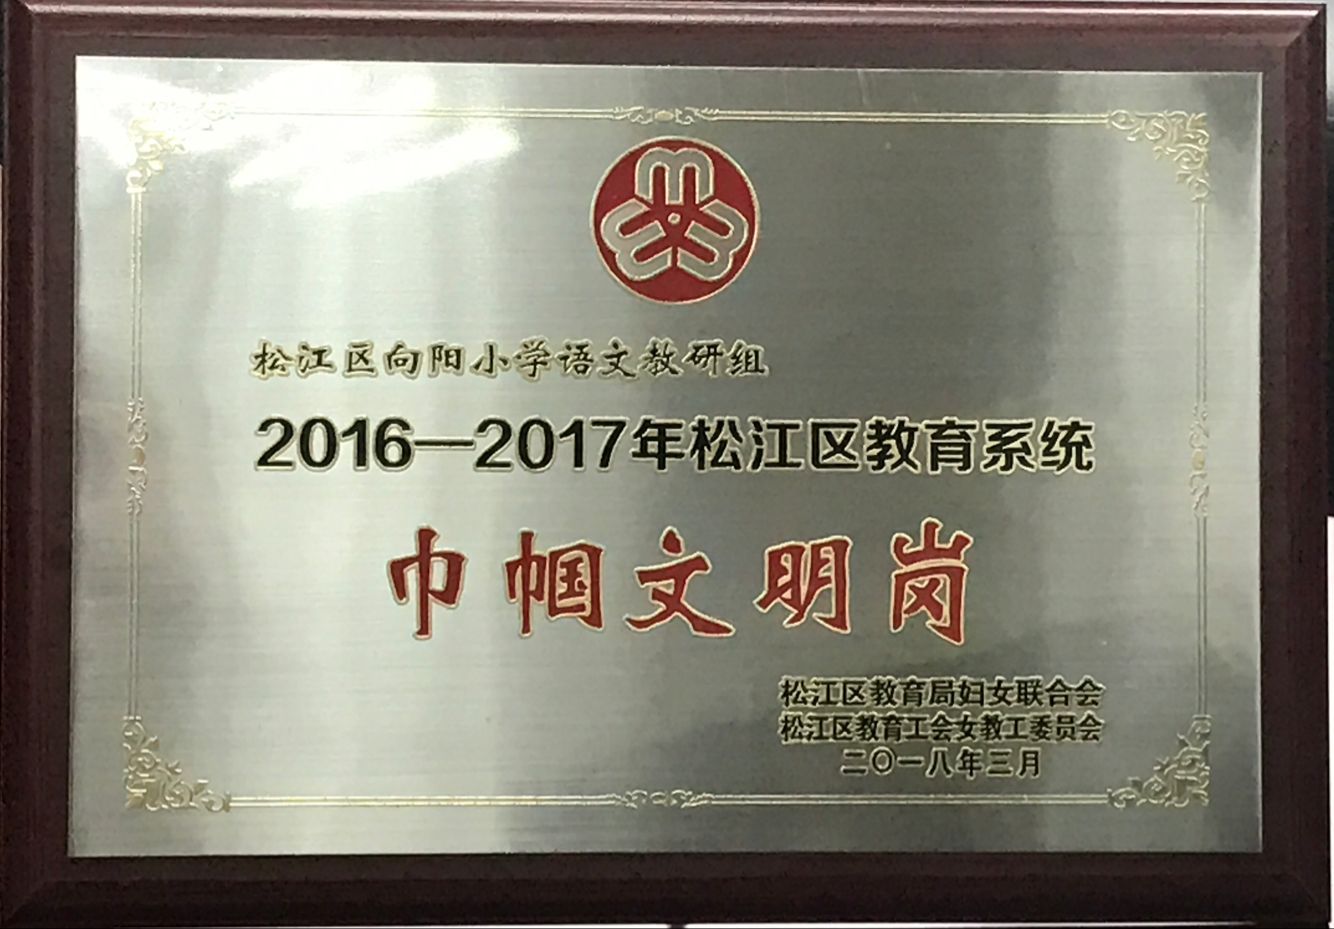 松江区向阳小学语文教研组
2016—2017年松江区教育系统
巾帼文明岗
松江区教育局妇女联合会
松江区教育工会女教工委员会
二〇一八年三月